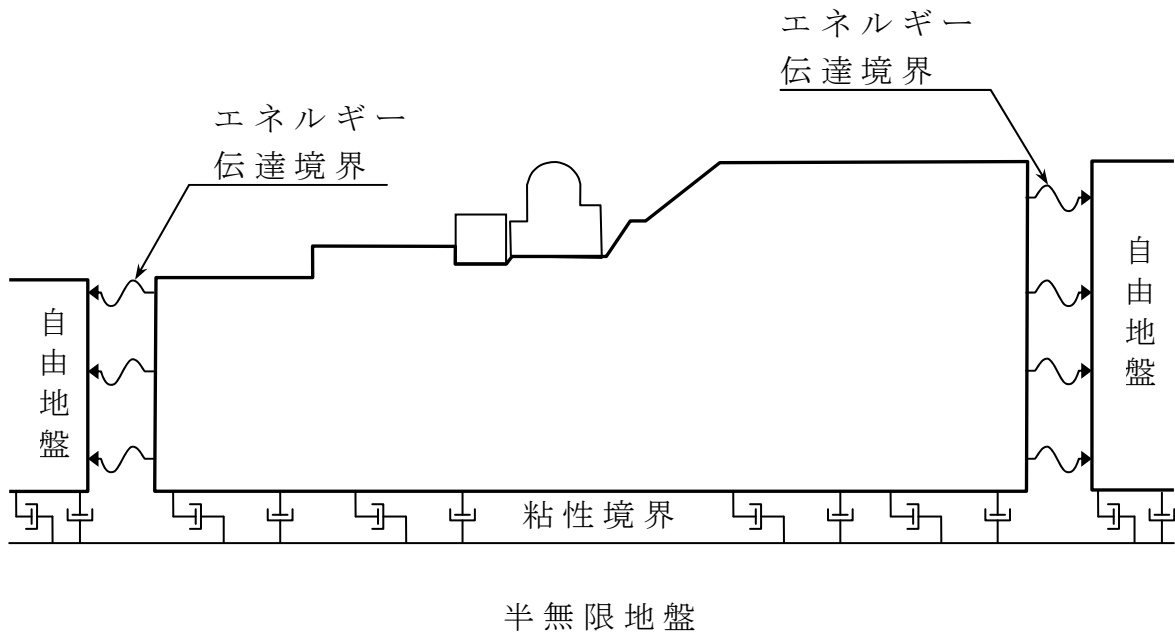 エネルギー
伝達境界
エネルギー
伝達境界
自由地盤
自由地盤
粘性境界
半無限地盤